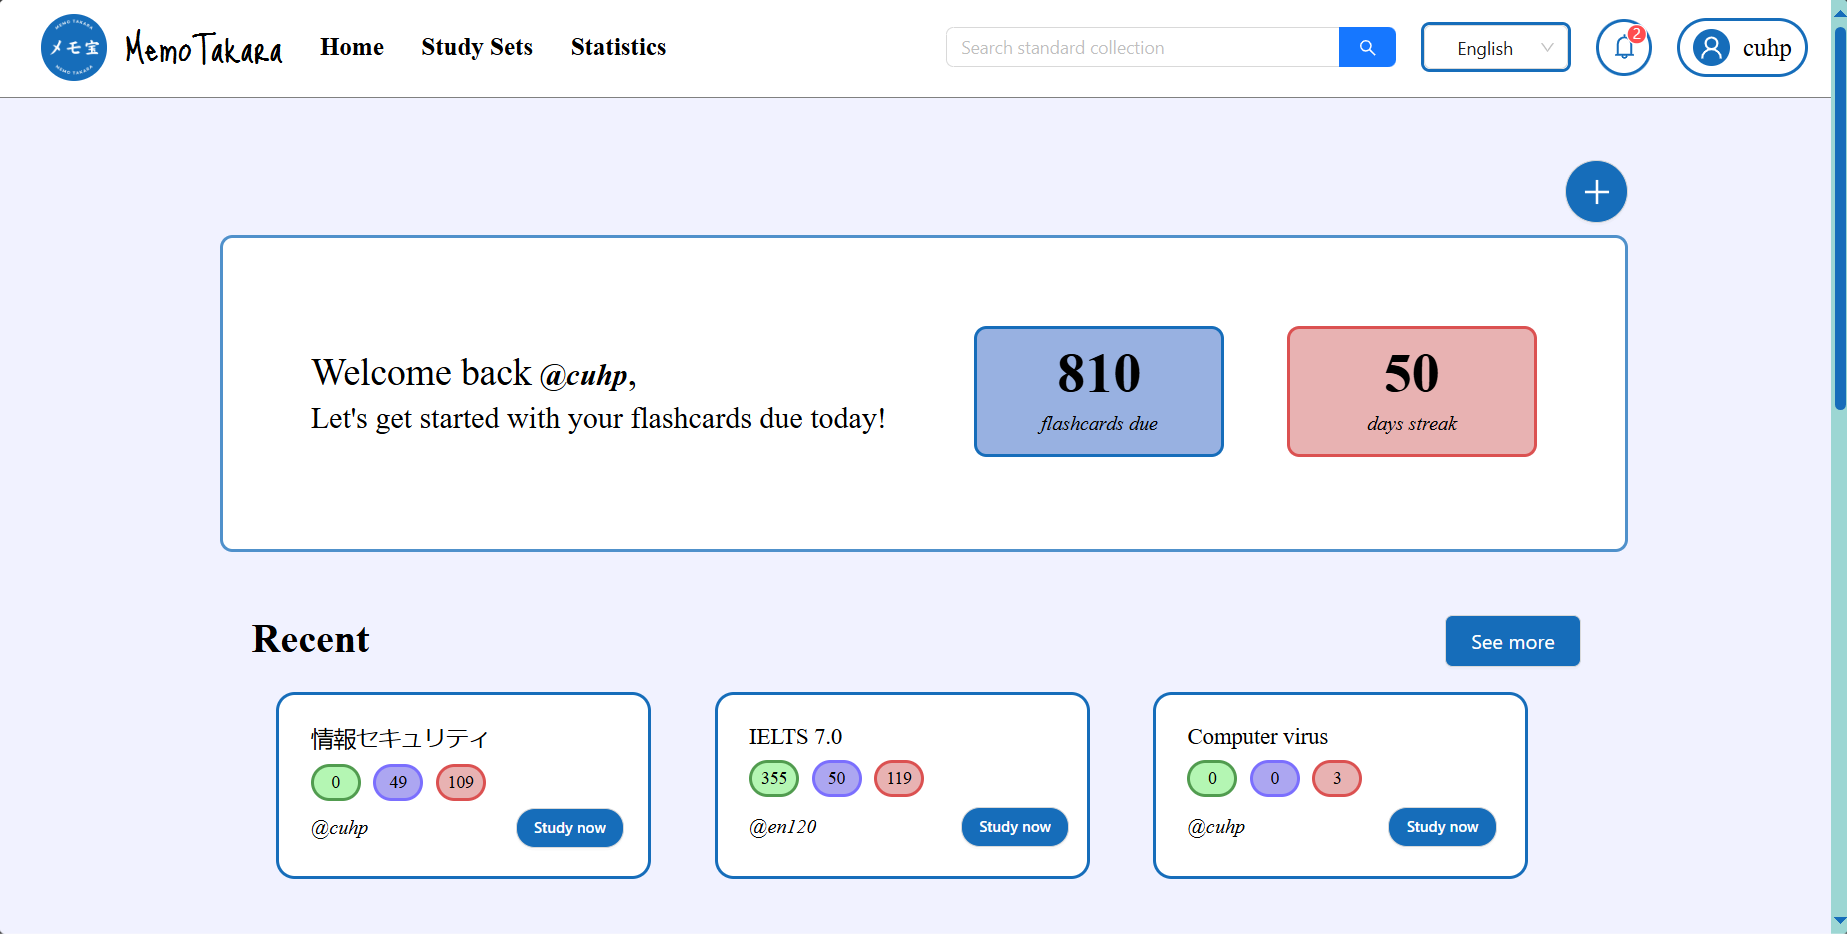 MEMO TAKARA
メモ宝
MEMO TAKARA
MemoTakara
Home
Study Sets
Statistics
Search standard collection
English
2
cuhp
Welcome back @cuhp,
Let's get started with your flashcards due today!
810
flashcards due
50
days streak
Recent
See more
情報セキュリティ
0 49 109
@cuhp
Study now
IELTS 7.0
355 50 119
@en120
Study now
Computer virus
0 0 3
@cuhp
Study now